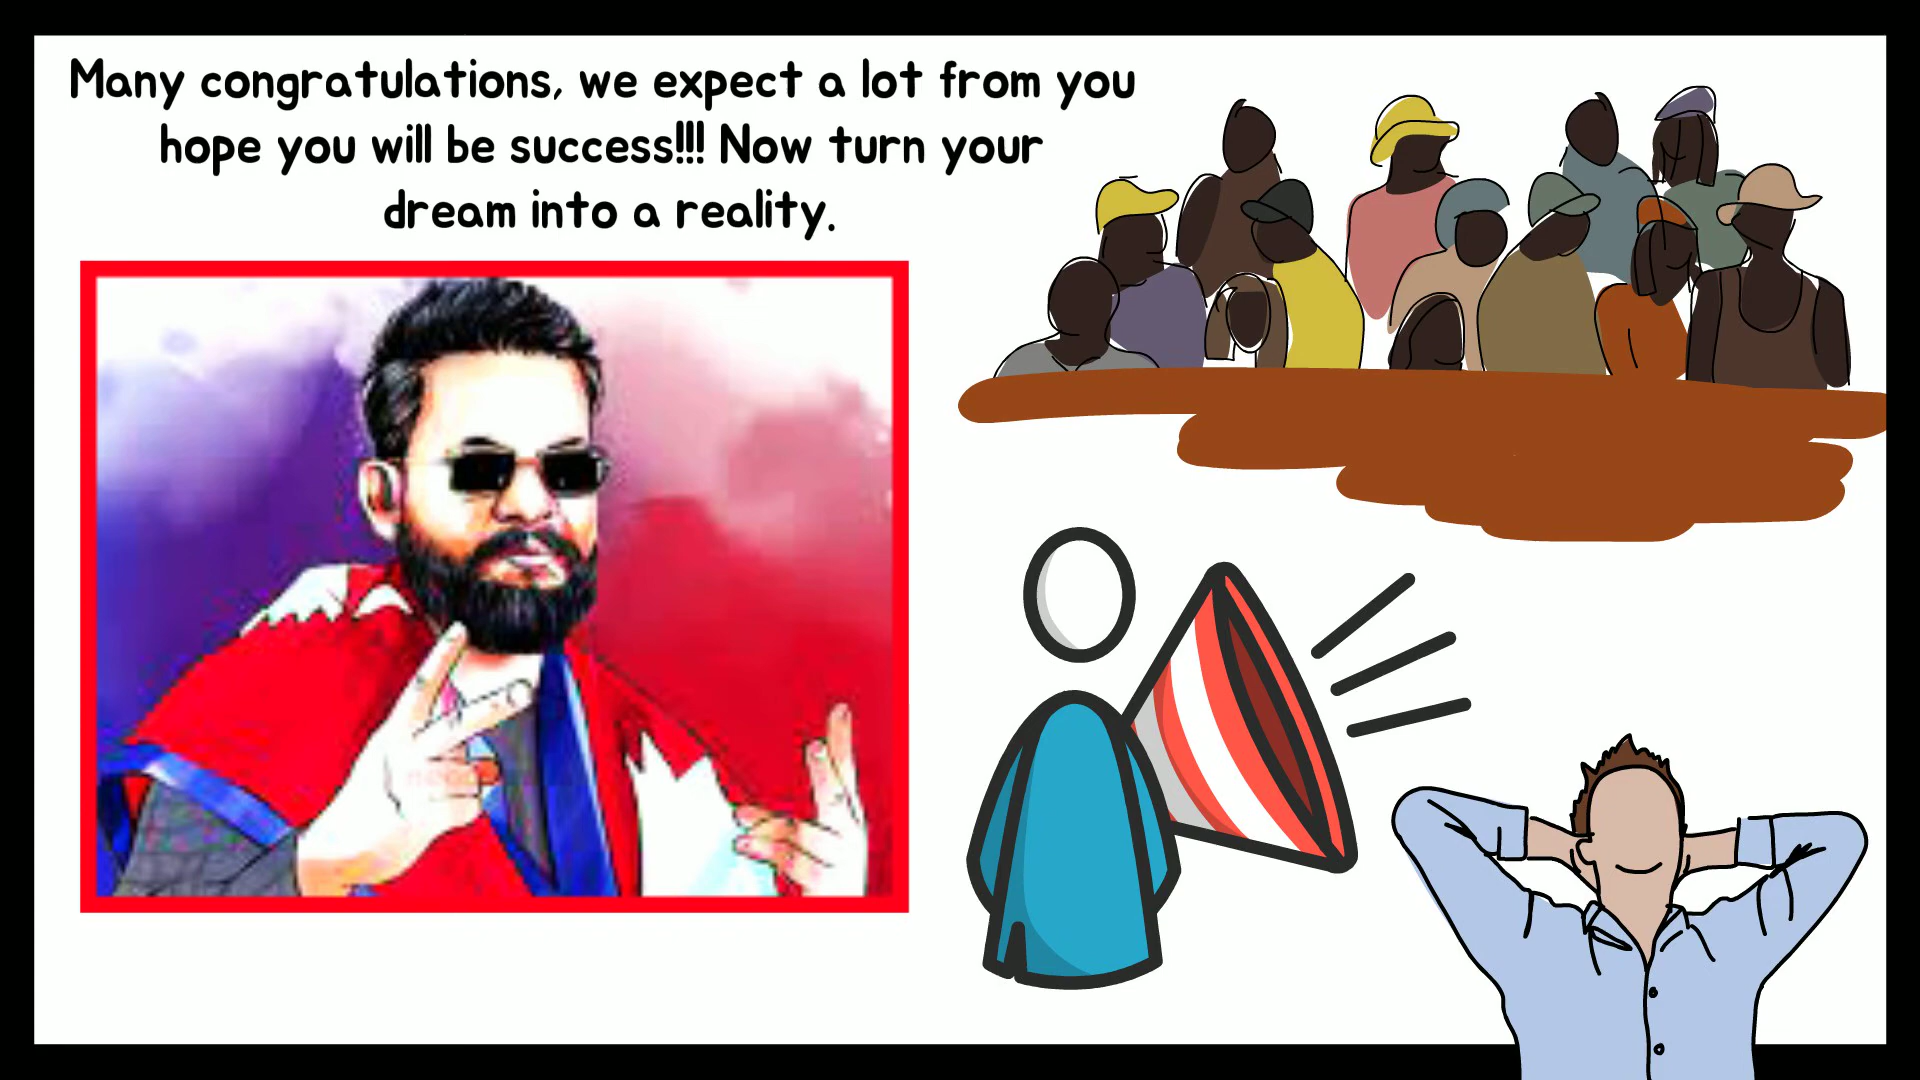 Many congratulations, we expect a lot from you
hope you will be success!!! Now turn your
dream into a reality.